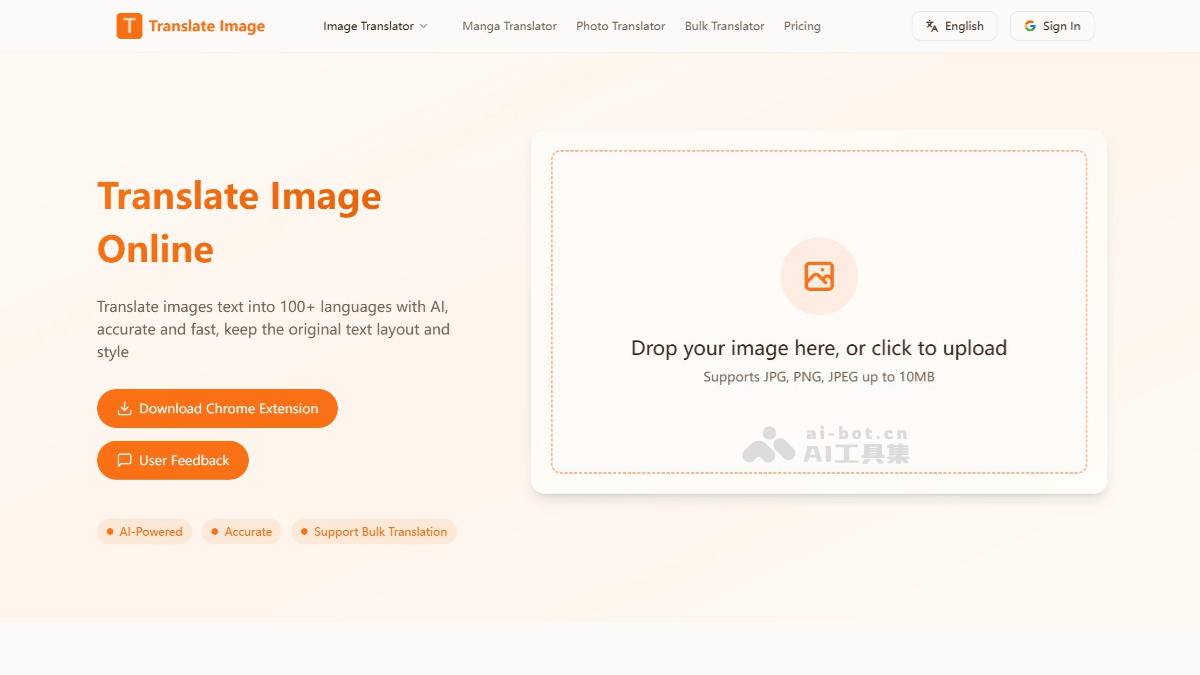 Translate Image
Image Translator
Manga Translator
Photo Translator
Bulk Translator
Pricing
English
Sign In
Translate Image
Online
Translate images text into 100+ languages with AI,
accurate and fast, keep the original text layout and
style
Download Chrome Extension
User Feedback
AI-Powered
Accurate
Support Bulk Translation
Drop your image here, or click to upload
Supports JPG, PNG, JPEG up to 10MB
ai-bot.cn
AI工具集